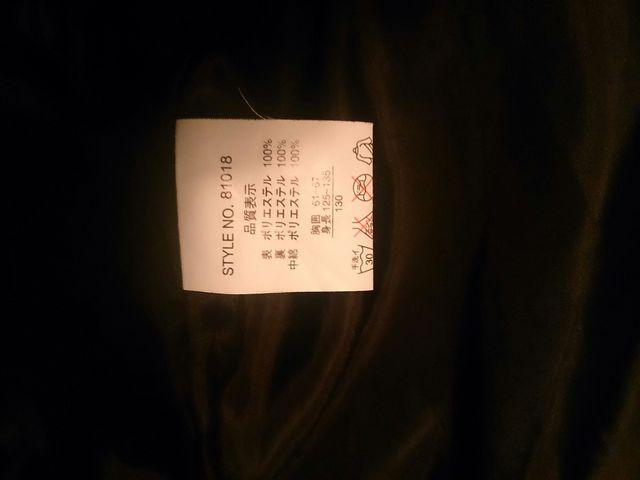 STYLE NO. 81018
品質表示
表 ポリエステル 100%
裏 ポリエステル 100%
中綿 ポリエステル 100%
胸囲 61-67
身長 125-135
130
手洗イ
30